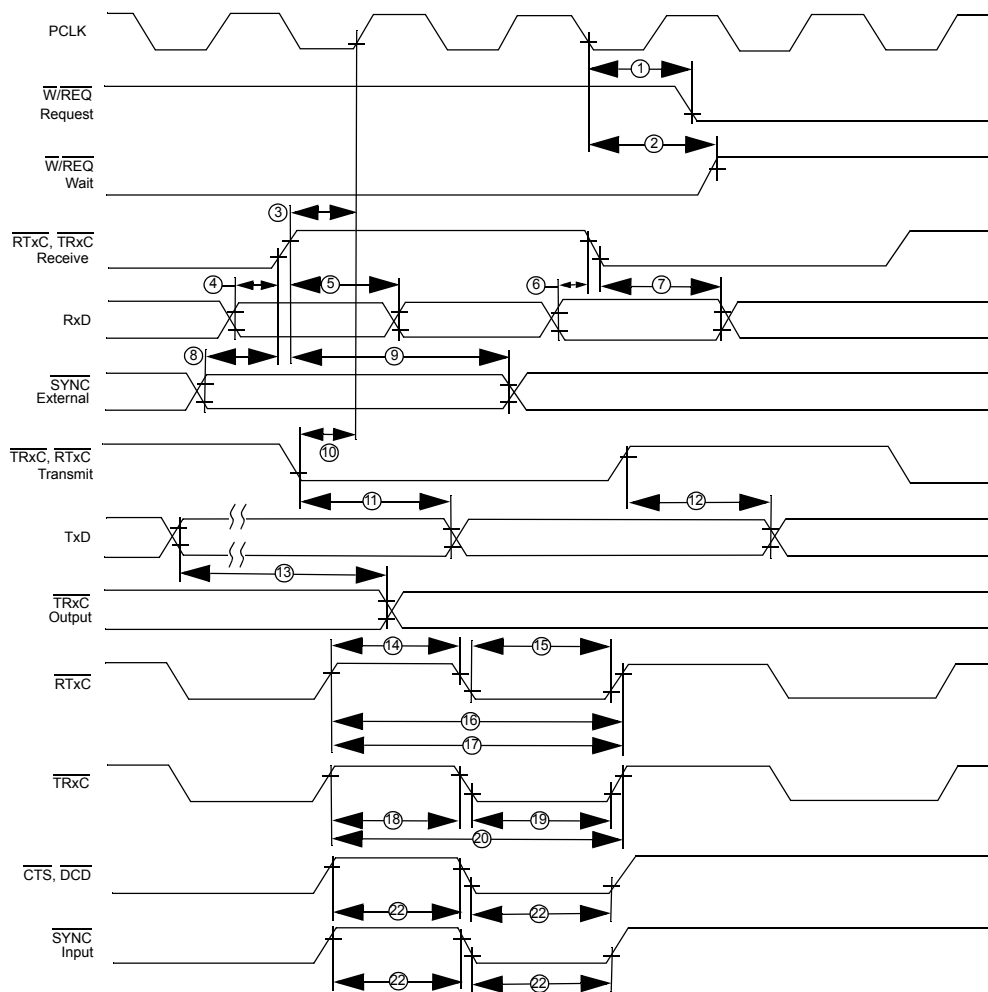 PCLK
W/REQ
Request
W/REQ
Wait
RTxC, TRxC
Receive
RxD
SYNC
External
TRxC, RTxC
Transmit
TxD
TRxC
Output
RTxC
TRxC
CTS, DCD
SYNC
Input
1
2
3
4
5
6
7
8
9
10
11
12
13
14
15
16
17
18
19
20
22
22
22
22